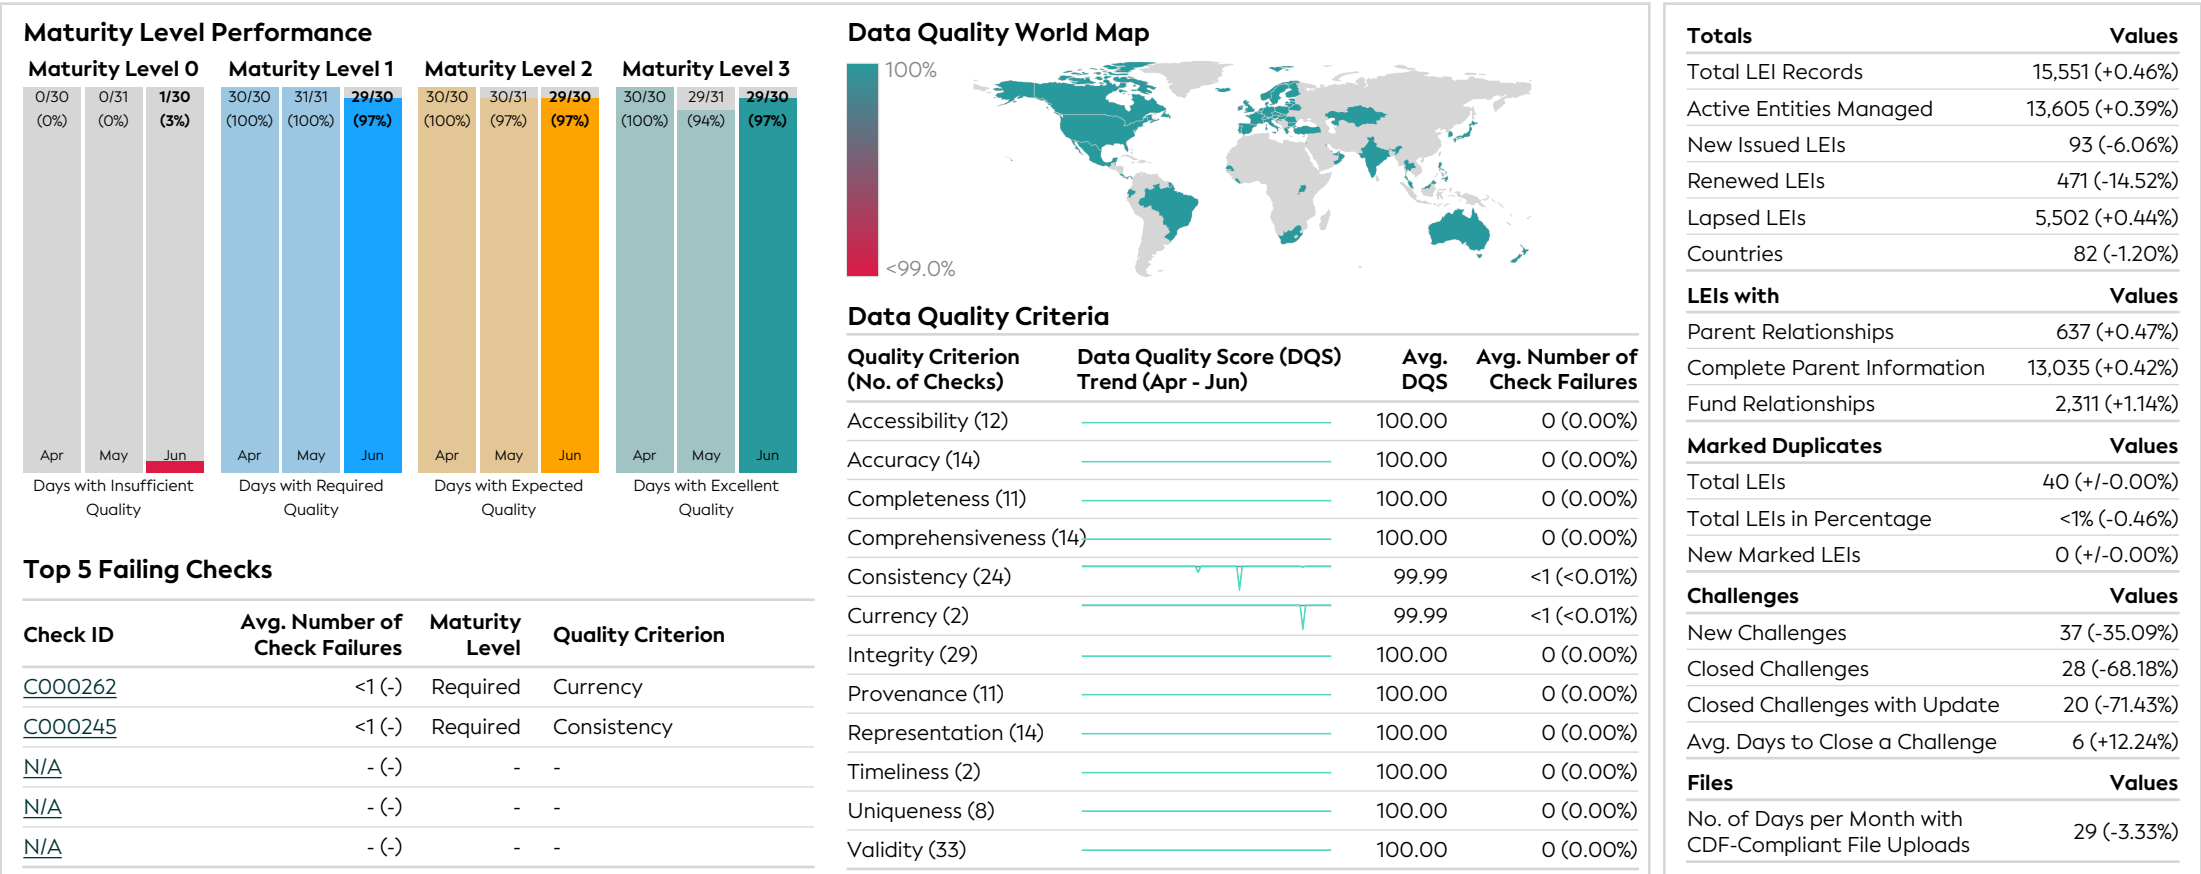 Maturity Level Performance
Maturity Level 0
0/30 0/31 1/30
(0%) (0%) (3%)
Apr May Jun
Days with Insufficient
Quality
Maturity Level 1
30/30 31/31 29/30
(100%) (100%) (97%)
Apr May Jun
Days with Required
Quality
Maturity Level 2
30/30 30/31 29/30
(100%) (97%) (97%)
Apr May Jun
Days with Expected
Quality
Maturity Level 3
30/30 29/31 29/30
(100%) (94%) (97%)
Apr May Jun
Days with Excellent
Quality
Top 5 Failing Checks
Check ID Avg. Number of Check Failures Maturity Level Quality Criterion
C000262 <1 (-) Required Currency
C000245 <1 (-) Required Consistency
N/A - (-) - -
N/A - (-) - -
N/A - (-) - -
Data Quality World Map
100%
<99.0%
Data Quality Criteria
Quality Criterion Data Quality Score (DQS) Avg. Avg. Number of
(No. of Checks) Trend (Apr - Jun) DQS Check Failures
Accessibility (12) 100.00 0 (0.00%)
Accuracy (14) 100.00 0 (0.00%)
Completeness (11) 100.00 0 (0.00%)
Comprehensiveness (14) 100.00 0 (0.00%)
Consistency (24) 99.99 <1 (<0.01%)
Currency (2) 99.99 <1 (<0.01%)
Integrity (29) 100.00 0 (0.00%)
Provenance (11) 100.00 0 (0.00%)
Representation (14) 100.00 0 (0.00%)
Timeliness (2) 100.00 0 (0.00%)
Uniqueness (8) 100.00 0 (0.00%)
Validity (33) 100.00 0 (0.00%)
Totals Values
Total LEI Records 15,551 (+0.46%)
Active Entities Managed 13,605 (+0.39%)
New Issued LEIs 93 (-6.06%)
Renewed LEIs 471 (-14.52%)
Lapsed LEIs 5,502 (+0.44%)
Countries 82 (-1.20%)
LEIs with Values
Parent Relationships 637 (+0.47%)
Complete Parent Information 13,035 (+0.42%)
Fund Relationships 2,311 (+1.14%)
Marked Duplicates Values
Total LEIs 40 (+/-0.00%)
Total LEIs in Percentage <1% (-0.46%)
New Marked LEIs 0 (+/-0.00%)
Challenges Values
New Challenges 37 (-35.09%)
Closed Challenges 28 (-68.18%)
Closed Challenges with Update 20 (-71.43%)
Avg. Days to Close a Challenge 6 (+12.24%)
Files Values
No. of Days per Month with
CDF-Compliant File Uploads 29 (-3.33%)